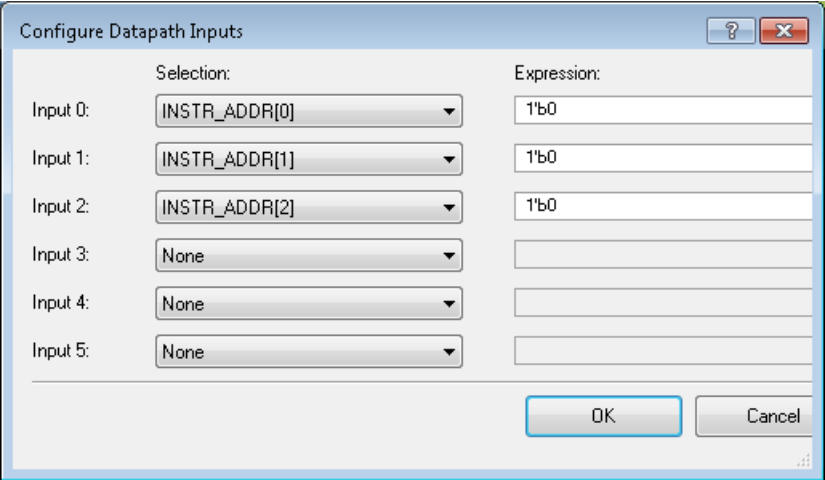 Configure Datapath Inputs
Selection: Expression:
Input 0: INSTR_ADDR[0] 1'b0
Input 1: INSTR_ADDR[1] 1'b0
Input 2: INSTR_ADDR[2] 1'b0
Input 3: None
Input 4: None
Input 5: None
OK Cancel